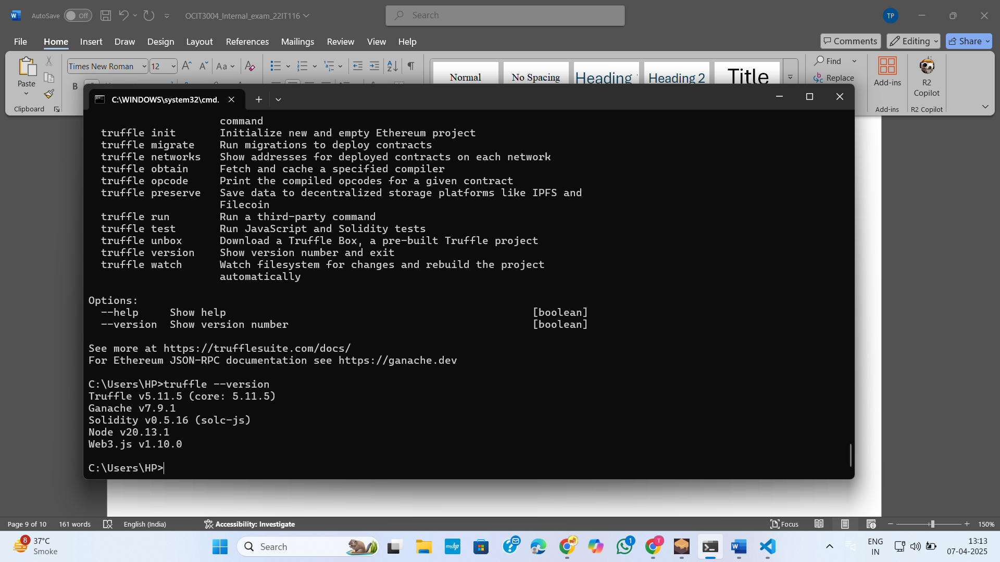 AutoSave Off OCIT3004_Internal_exam_22IT116 Search TP
File Home Insert Draw Design Layout References Mailings Review View Help Comments Editing Share
Times New Roman 12 Aa Find
Paste Normal No Spacing Heading Heading 2 Title Replace Add-ins R2 Copilot
B
Clipboard Add-ins R2 Copilot
C:\WINDOWS\system32\cmd.
command
truffle init Initialize new and empty Ethereum project
truffle migrate Run migrations to deploy contracts
truffle networks Show addresses for deployed contracts on each network
truffle obtain Fetch and cache a specified compiler
truffle opcode Print the compiled opcodes for a given contract
truffle preserve Save data to decentralized storage platforms like IPFS and
Filecoin
truffle run Run a third-party command
truffle test Run JavaScript and Solidity tests
truffle unbox Download a Truffle Box, a pre-built Truffle project
truffle version Show version number and exit
truffle watch Watch filesystem for changes and rebuild the project
automatically
Options:
--help Show help [boolean]
--version Show version number [boolean]
See more at https://trufflesuite.com/docs/
For Ethereum JSON-RPC documentation see https://ganache.dev
C:\Users\HP>truffle --version
Truffle v5.11.5 (core: 5.11.5)
Ganache v7.9.1
Solidity v0.5.16 (solc-js)
Node v20.13.1
Web3.js v1.10.0
C:\Users\HP>
Page 9 of 10 161 words English (India) Accessibility: Investigate Focus 150%
8 37°C Smoke Search myhp 1 T ENG IN 13:13
07-04-2025